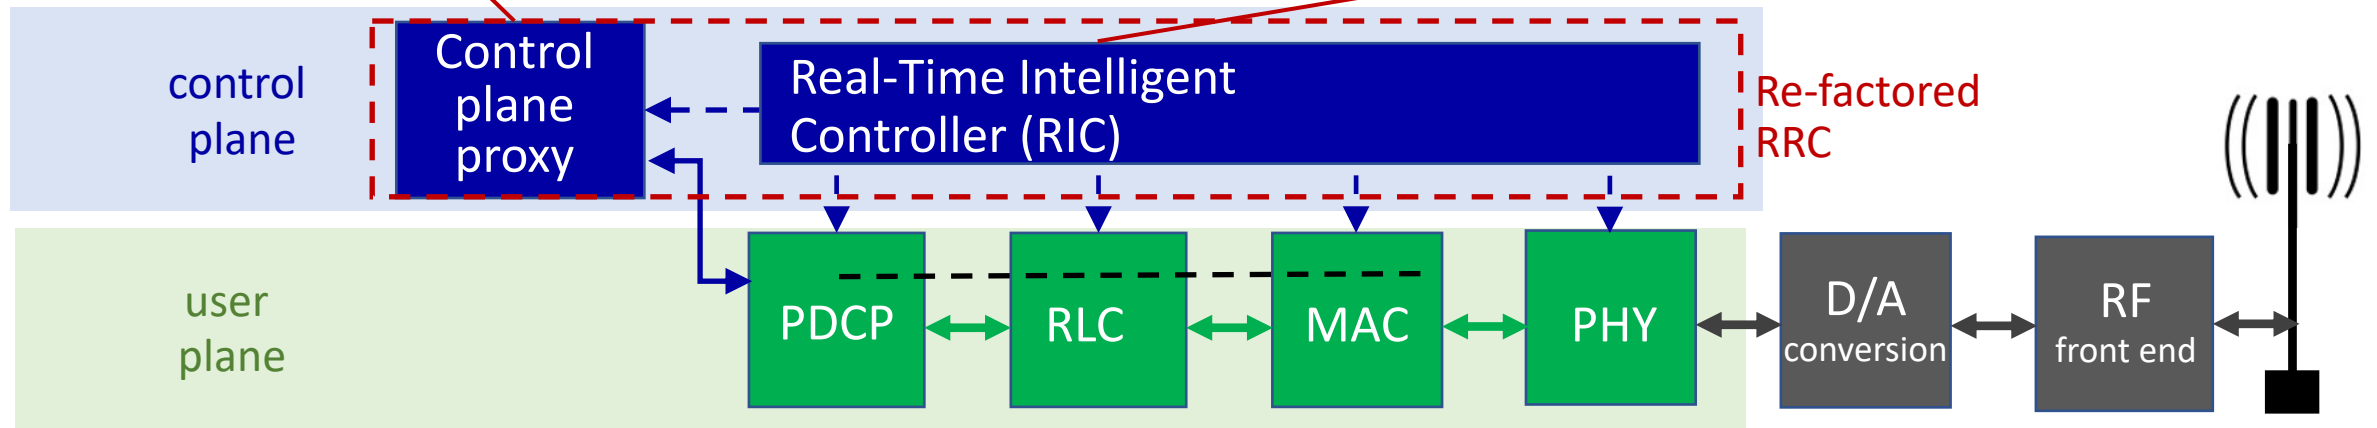 control
plane
Control
plane
proxy
Real-Time Intelligent
Controller (RIC)
Re-factored
RRC
user
plane
PDCP
RLC
MAC
PHY
D/A
conversion
RF
front end